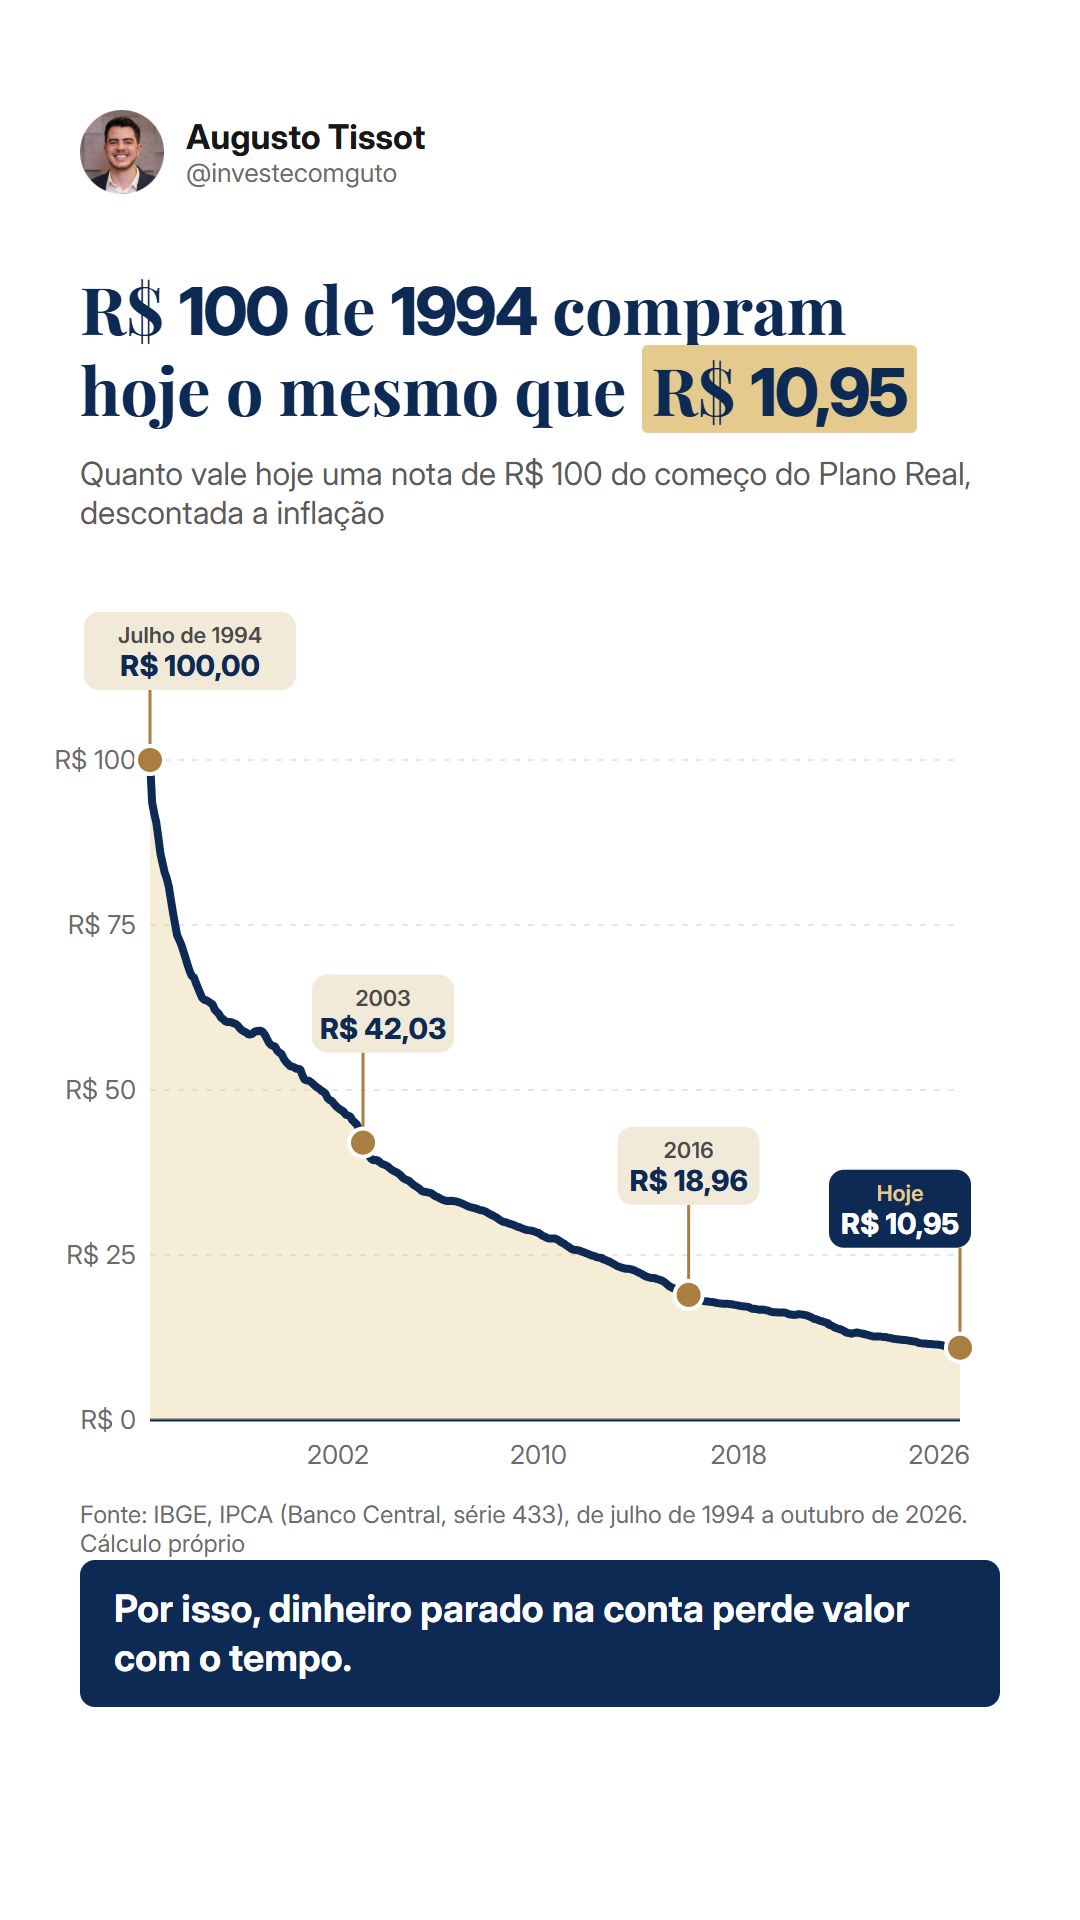 Augusto Tissot
@investecomguto
R$ 100 de 1994 compram
hoje o mesmo que R$ 10,95
Quanto vale hoje uma nota de R$ 100 do começo do Plano Real,
descontada a inflação
Julho de 1994
R$ 100,00
R$ 100
R$ 75
2003
R$ 42,03
R$ 50
2016
R$ 18,96
Hoje
R$ 10,95
R$ 25
R$ 0
2002 2010 2018 2026
Fonte: IBGE, IPCA (Banco Central, série 433), de julho de 1994 a outubro de 2026.
Cálculo próprio
Por isso, dinheiro parado na conta perde valor
com o tempo.